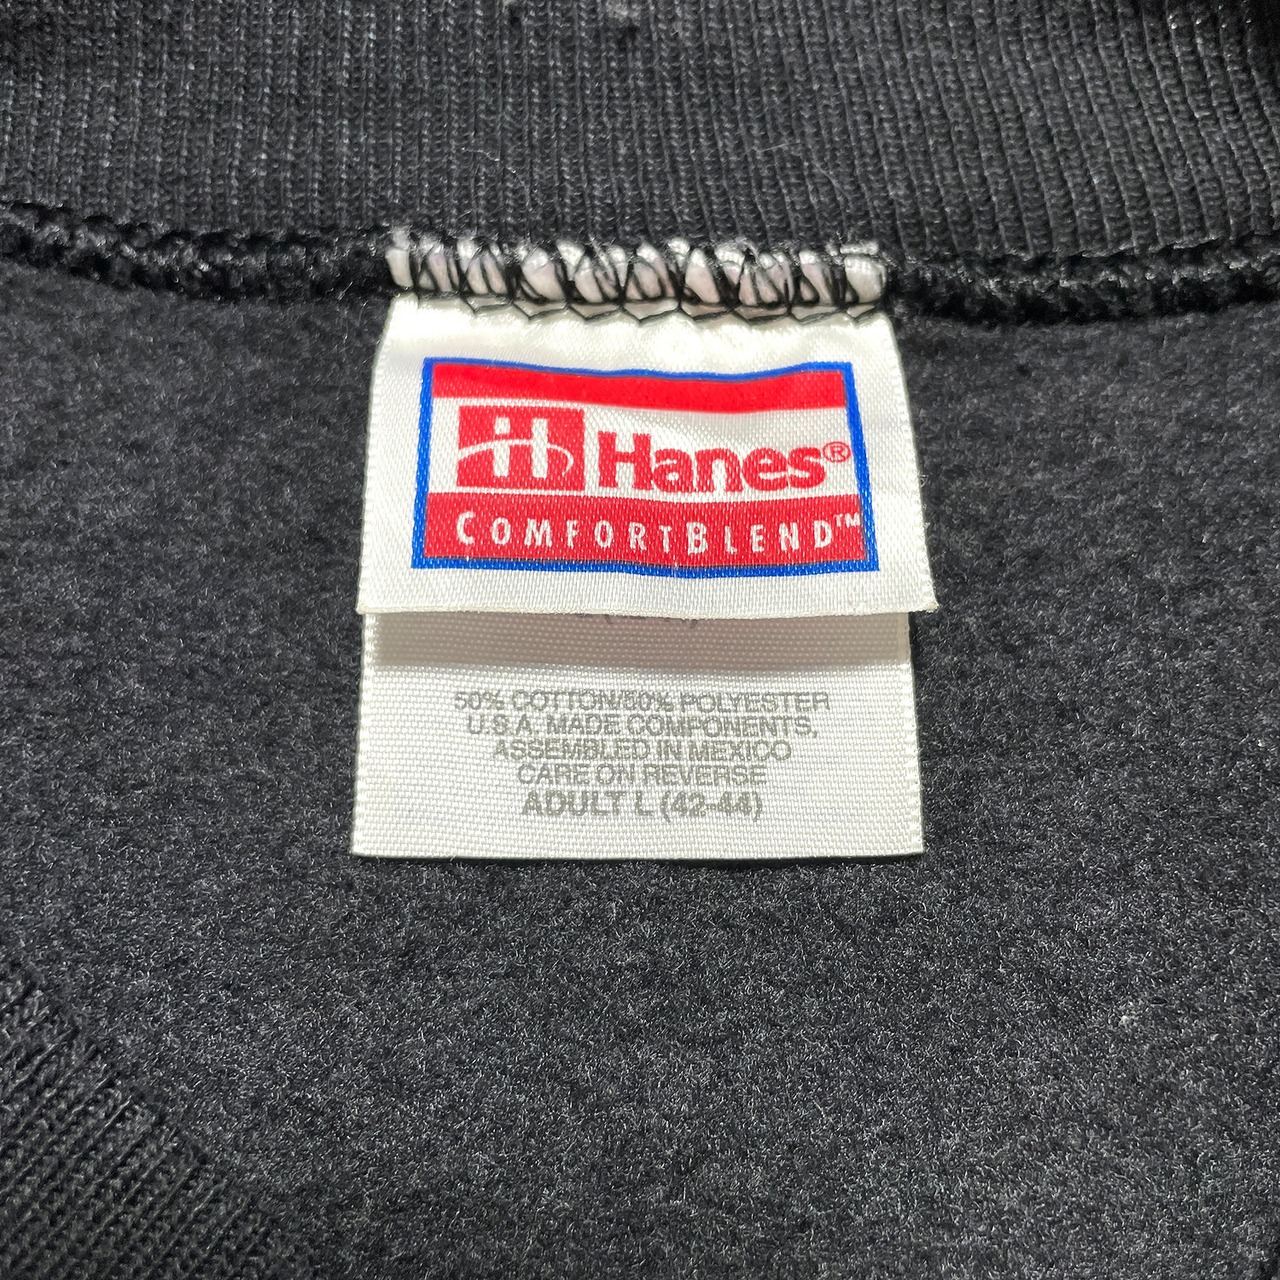 H Hanes®
COMFORTBLEND™
50% COTTON/50% POLYESTER
U.S.A. MADE COMPONENTS,
ASSEMBLED IN MEXICO
CARE ON REVERSE
ADULT L (42-44)